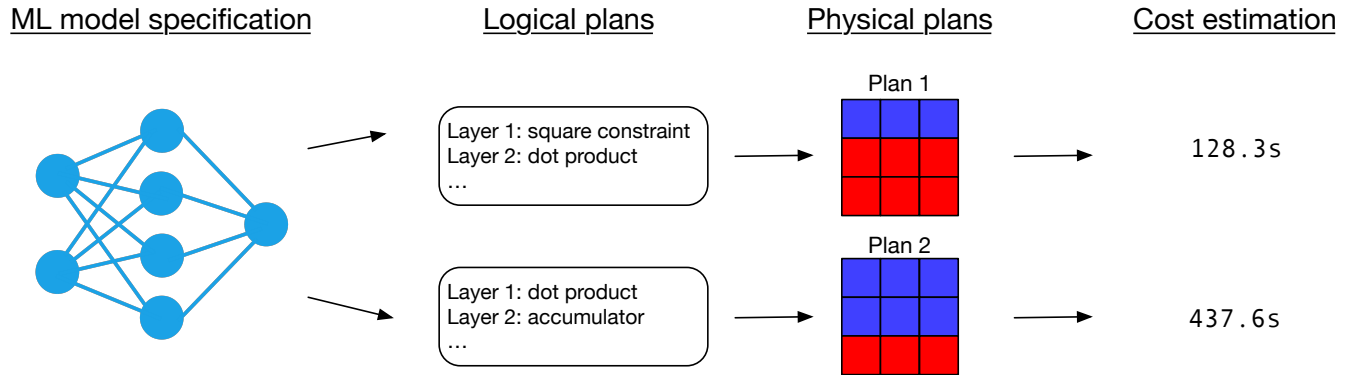 ML model specification
Logical plans
Physical plans
Cost estimation
Plan 1
Layer 1: square constraint
Layer 2: dot product
…
128.3s
Plan 2
Layer 1: dot product
Layer 2: accumulator
…
437.6s